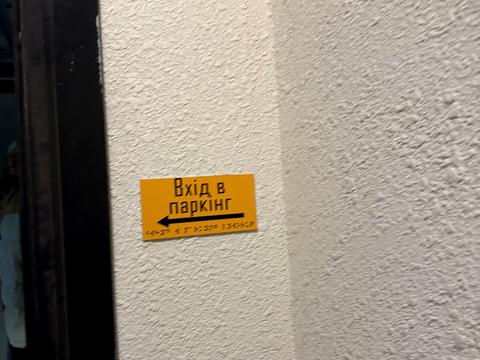 Вхід в
паркінг